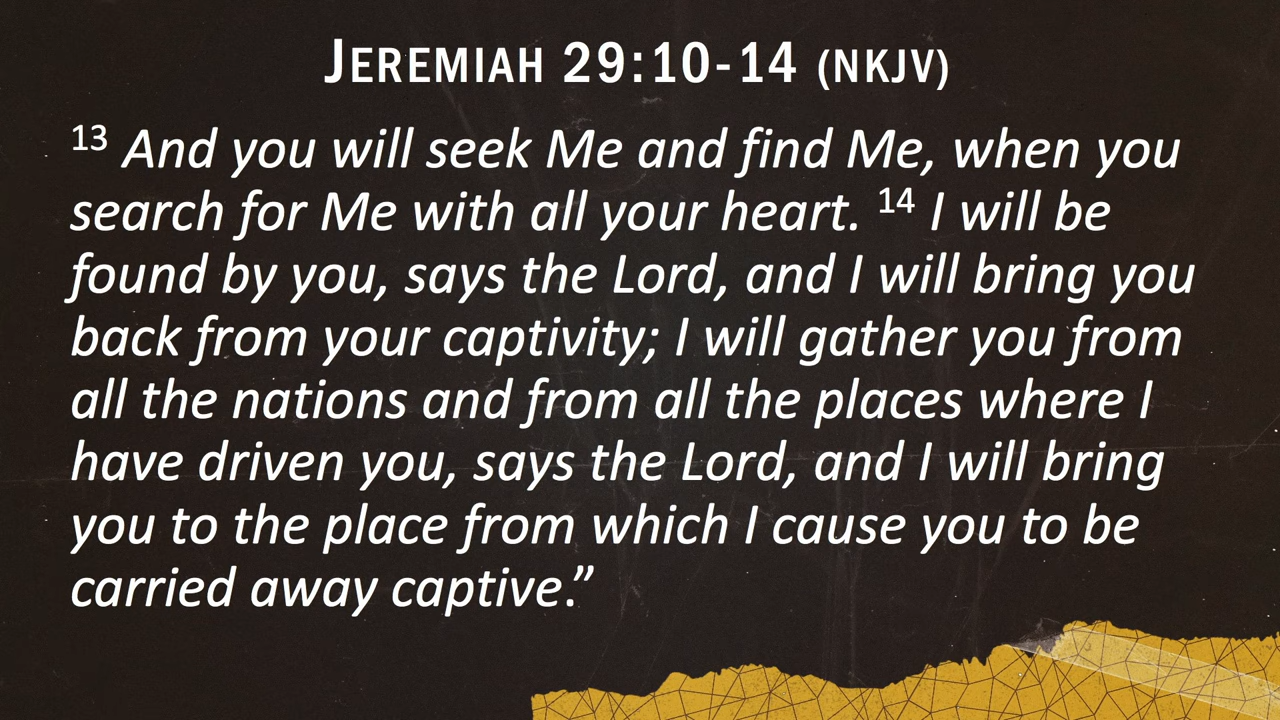 JEREMIAH 29:10-14 (NKJV)
13 And you will seek Me and find Me, when you
search for Me with all your heart. 14 I will be
found by you, says the Lord, and I will bring you
back from your captivity; I will gather you from
all the nations and from all the places where I
have driven you, says the Lord, and I will bring
you to the place from which I cause you to be
carried away captive.”